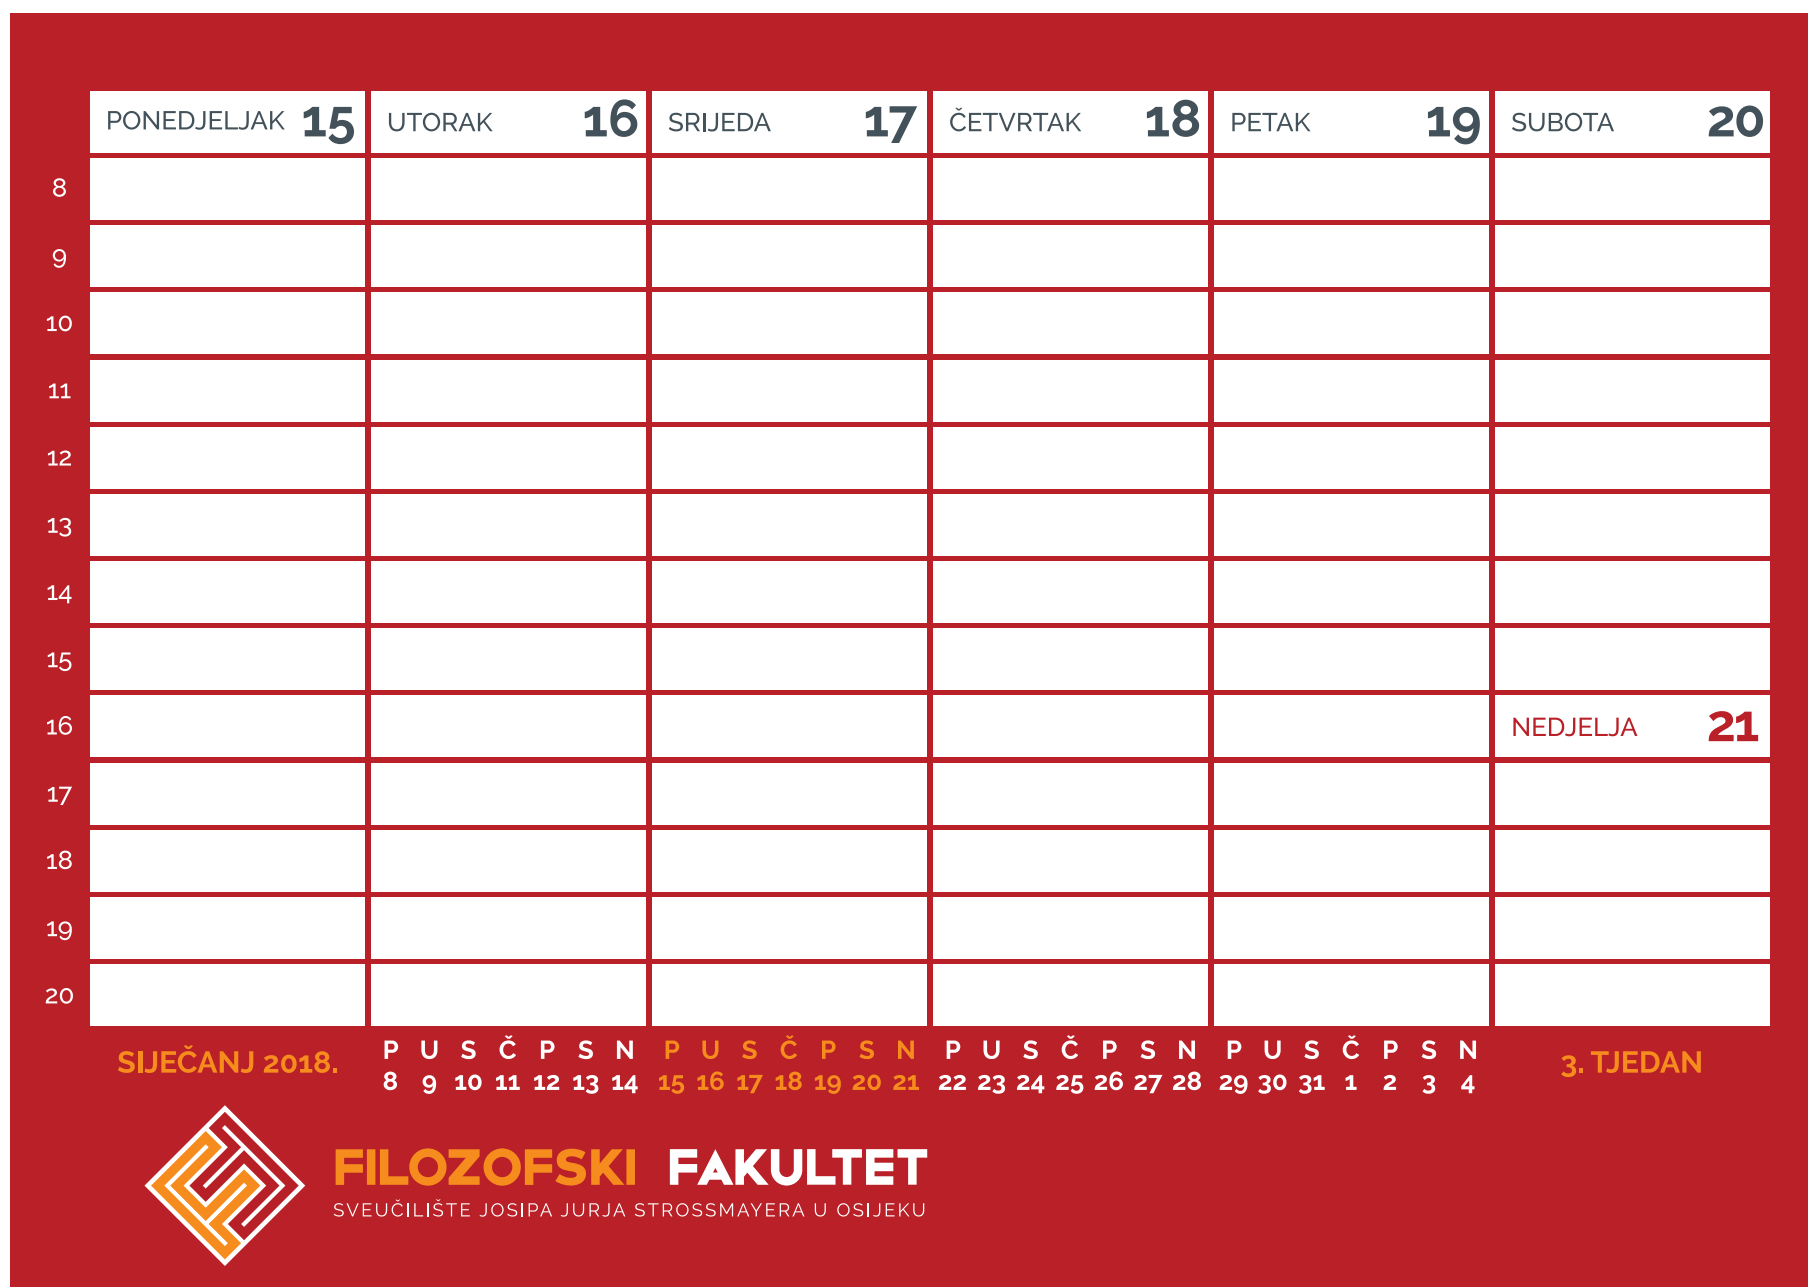 PONEDJELJAK 15 UTORAK 16 SRIJEDA 17 ČETVRTAK 18 PETAK 19 SUBOTA 20
8
9
10
11
12
13
14
15
16 NEDJELJA 21
17
18
19
20
SIJEČANJ 2018.
P U S Č P S N P U S Č P S N P U S Č P S N P U S Č P S N
8 9 10 11 12 13 14 15 16 17 18 19 20 21 22 23 24 25 26 27 28 29 30 31 1 2 3 4
3. TJEDAN
FILOZOFSKI FAKULTET
SVEUČILIŠTE JOSIPA JURJA STROSSMAYERA U OSIJEKU